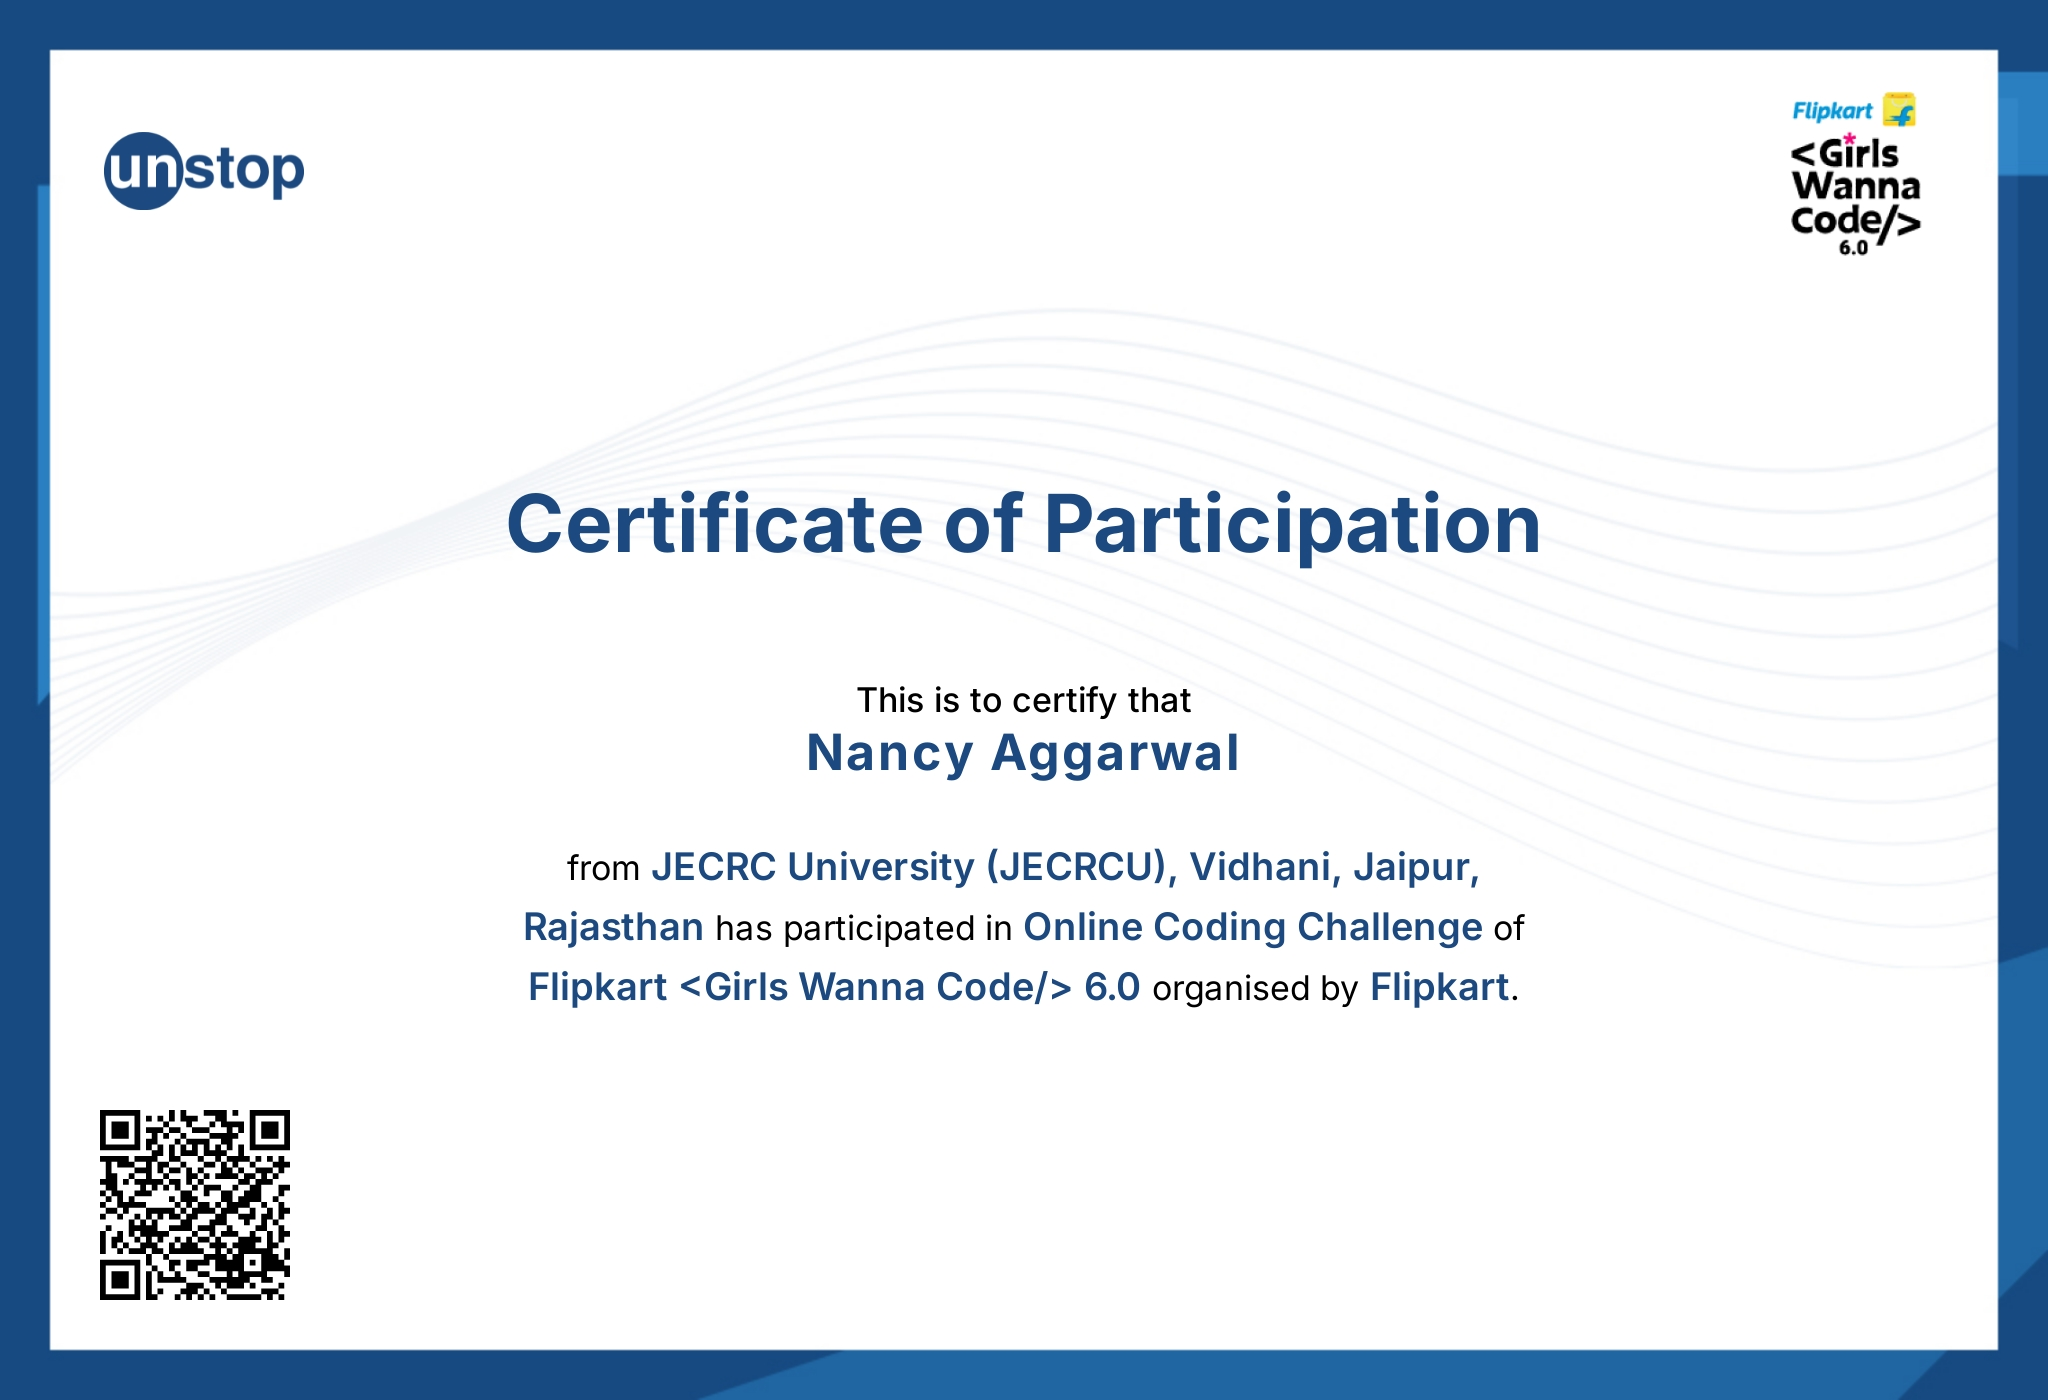 unstop
Flipkart
<Girls
Wanna
Code/>
6.0
Certificate of Participation
This is to certify that
Nancy Aggarwal
from JECRC University (JECRCU), Vidhani, Jaipur,
Rajasthan has participated in Online Coding Challenge of
Flipkart <Girls Wanna Code/> 6.0 organised by Flipkart.